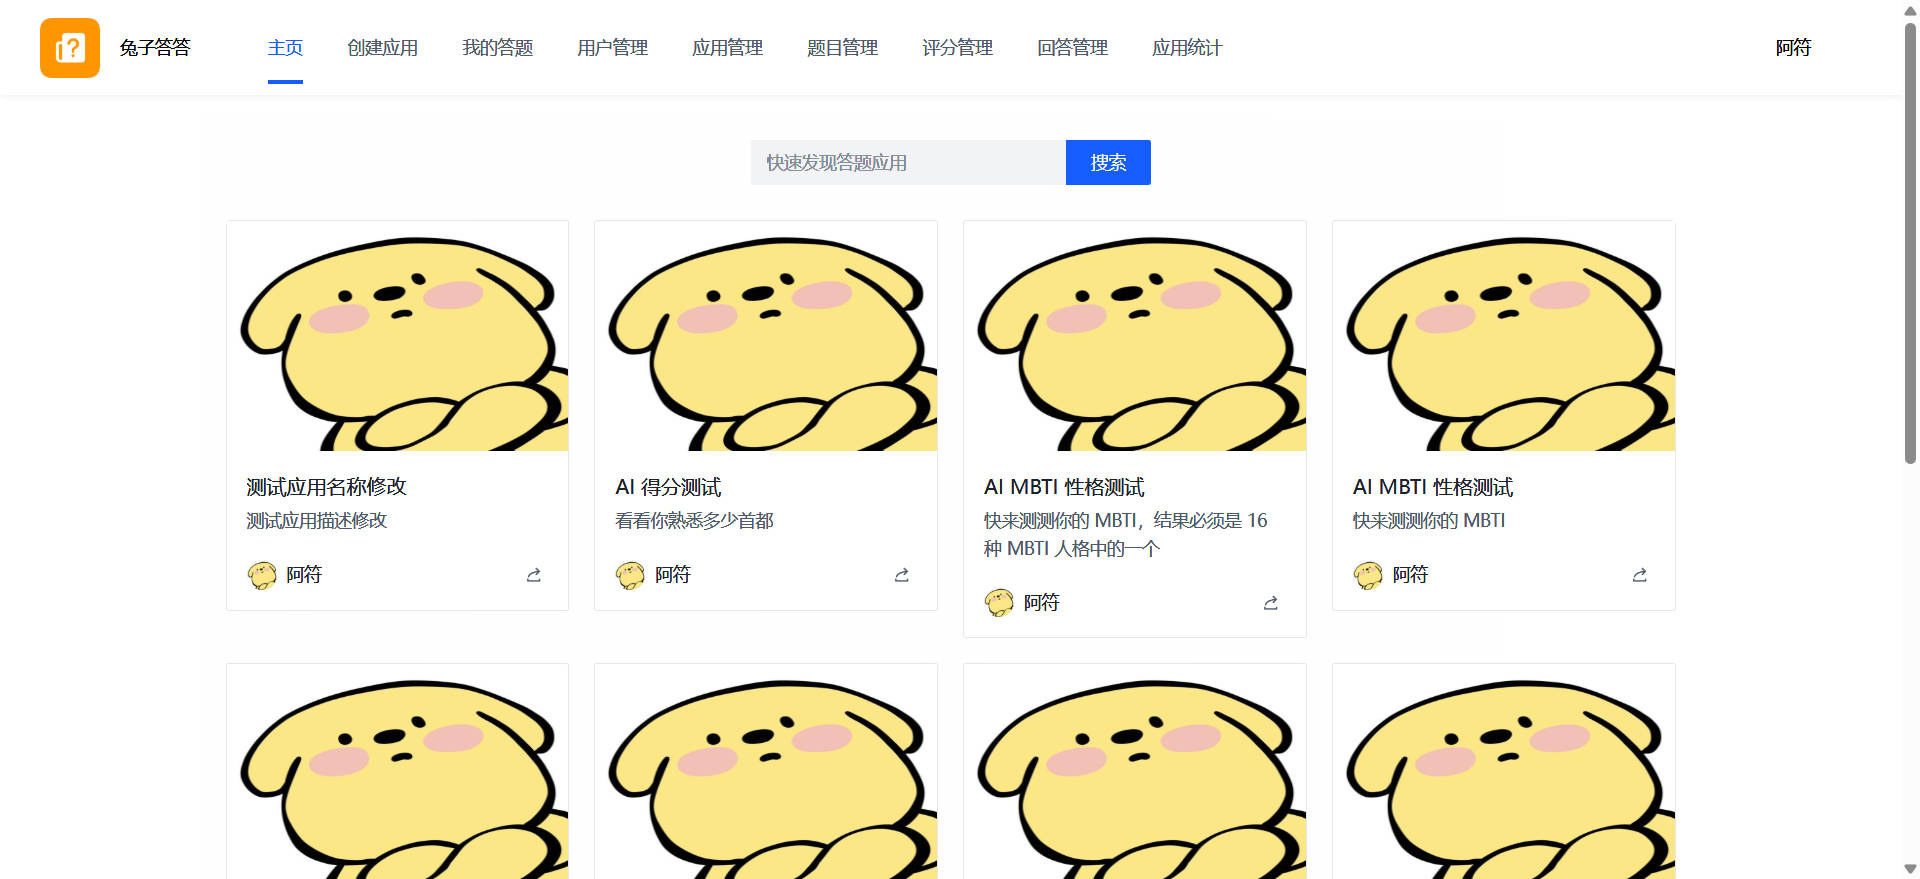 兔子答答
主页
创建应用
我的答题
用户管理
应用管理
题目管理
评分管理
回答管理
应用统计
阿符
快速发现答题应用
搜索
测试应用名称修改
测试应用描述修改
阿符
AI 得分测试
看看你熟悉多少首都
阿符
AI MBTI 性格测试
快来测测你的 MBTI，结果必须是 16
种 MBTI 人格中的一个
阿符
AI MBTI 性格测试
快来测测你的 MBTI
阿符